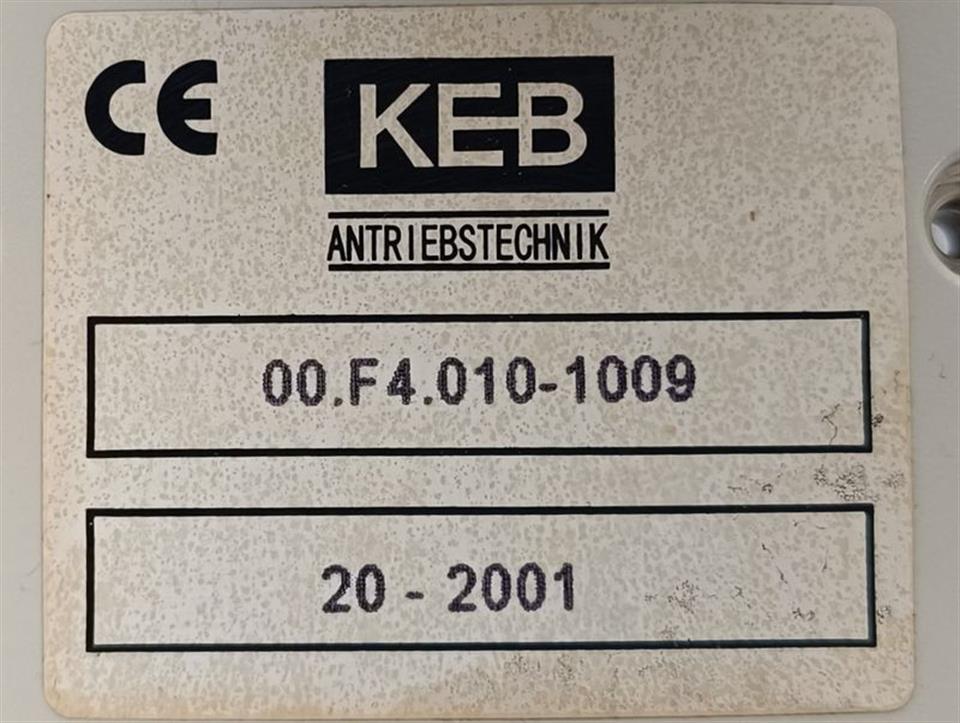 CE KEB
ANTRIEBSTECHNIK
00.F4.010-1009
20 - 2001